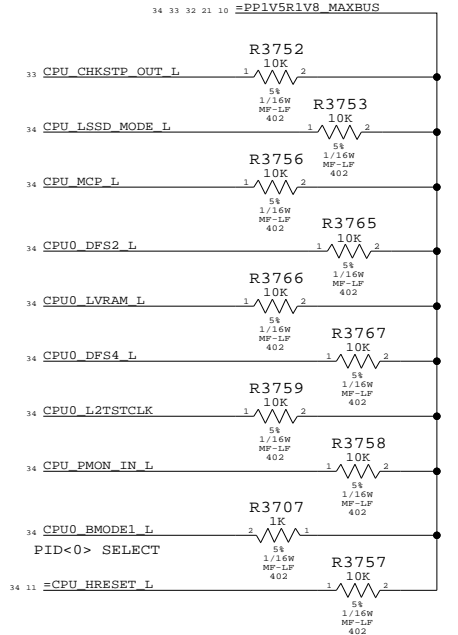 34 33 32 21 10 =PP1V5R1V8_MAXBUS
R3752
10K
33 CPU_CHKSTP_OUT_L 1 2
5%
1/16W
MF-LF
402
R3753
10K
34 CPU_LSSD_MODE_L 1 2
5%
1/16W
MF-LF
402
R3756
10K
34 CPU_MCP_L 1 2
5%
1/16W
MF-LF
402
R3765
10K
34 CPU0_DFS2_L 1 2
5%
1/16W
MF-LF
402
R3766
10K
34 CPU0_LVRAM_L 1 2
5%
1/16W
MF-LF
402
R3767
10K
34 CPU0_DFS4_L 1 2
5%
1/16W
MF-LF
402
R3759
10K
34 CPU0_L2TSTCLK 1 2
5%
1/16W
MF-LF
402
R3758
10K
34 CPU_PMON_IN_L 1 2
5%
1/16W
MF-LF
402
R3707
1K
34 CPU0_BMODE1_L 2 1
PID<0> SELECT
5%
1/16W
MF-LF
402
R3757
10K
34 11 =CPU_HRESET_L 1 2
5%
1/16W
MF-LF
402